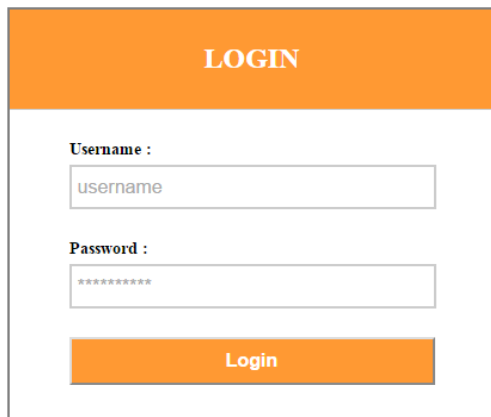 LOGIN
Username :
username
Password :
**********
Login